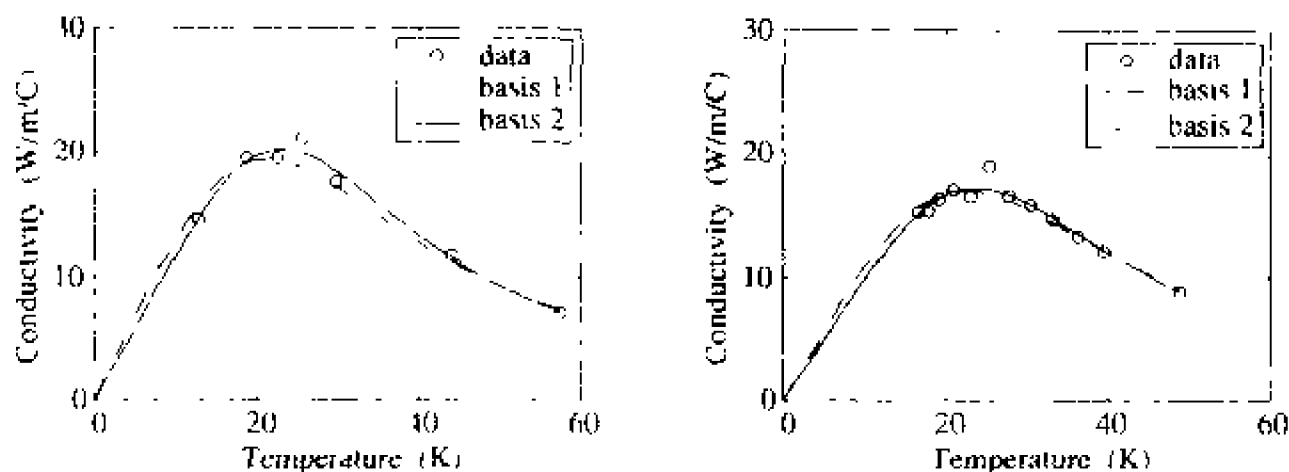 30
20
10
0
Conductivity (W/m/C)
data
basis 1
basis 2
0 20 40 60
Temperature (K)
30
20
10
0
Conductivity (W/m/C)
data
basis 1
basis 2
0 20 40 60
Temperature (K)